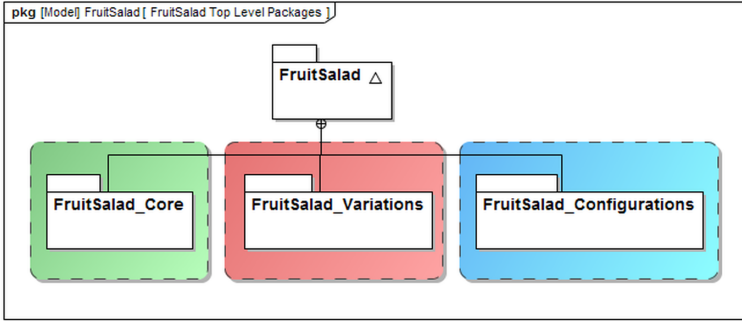 pkg [Model] FruitSalad [ FruitSalad Top Level Packages ]
FruitSalad
FruitSalad_Core
FruitSalad_Variations
FruitSalad_Configurations